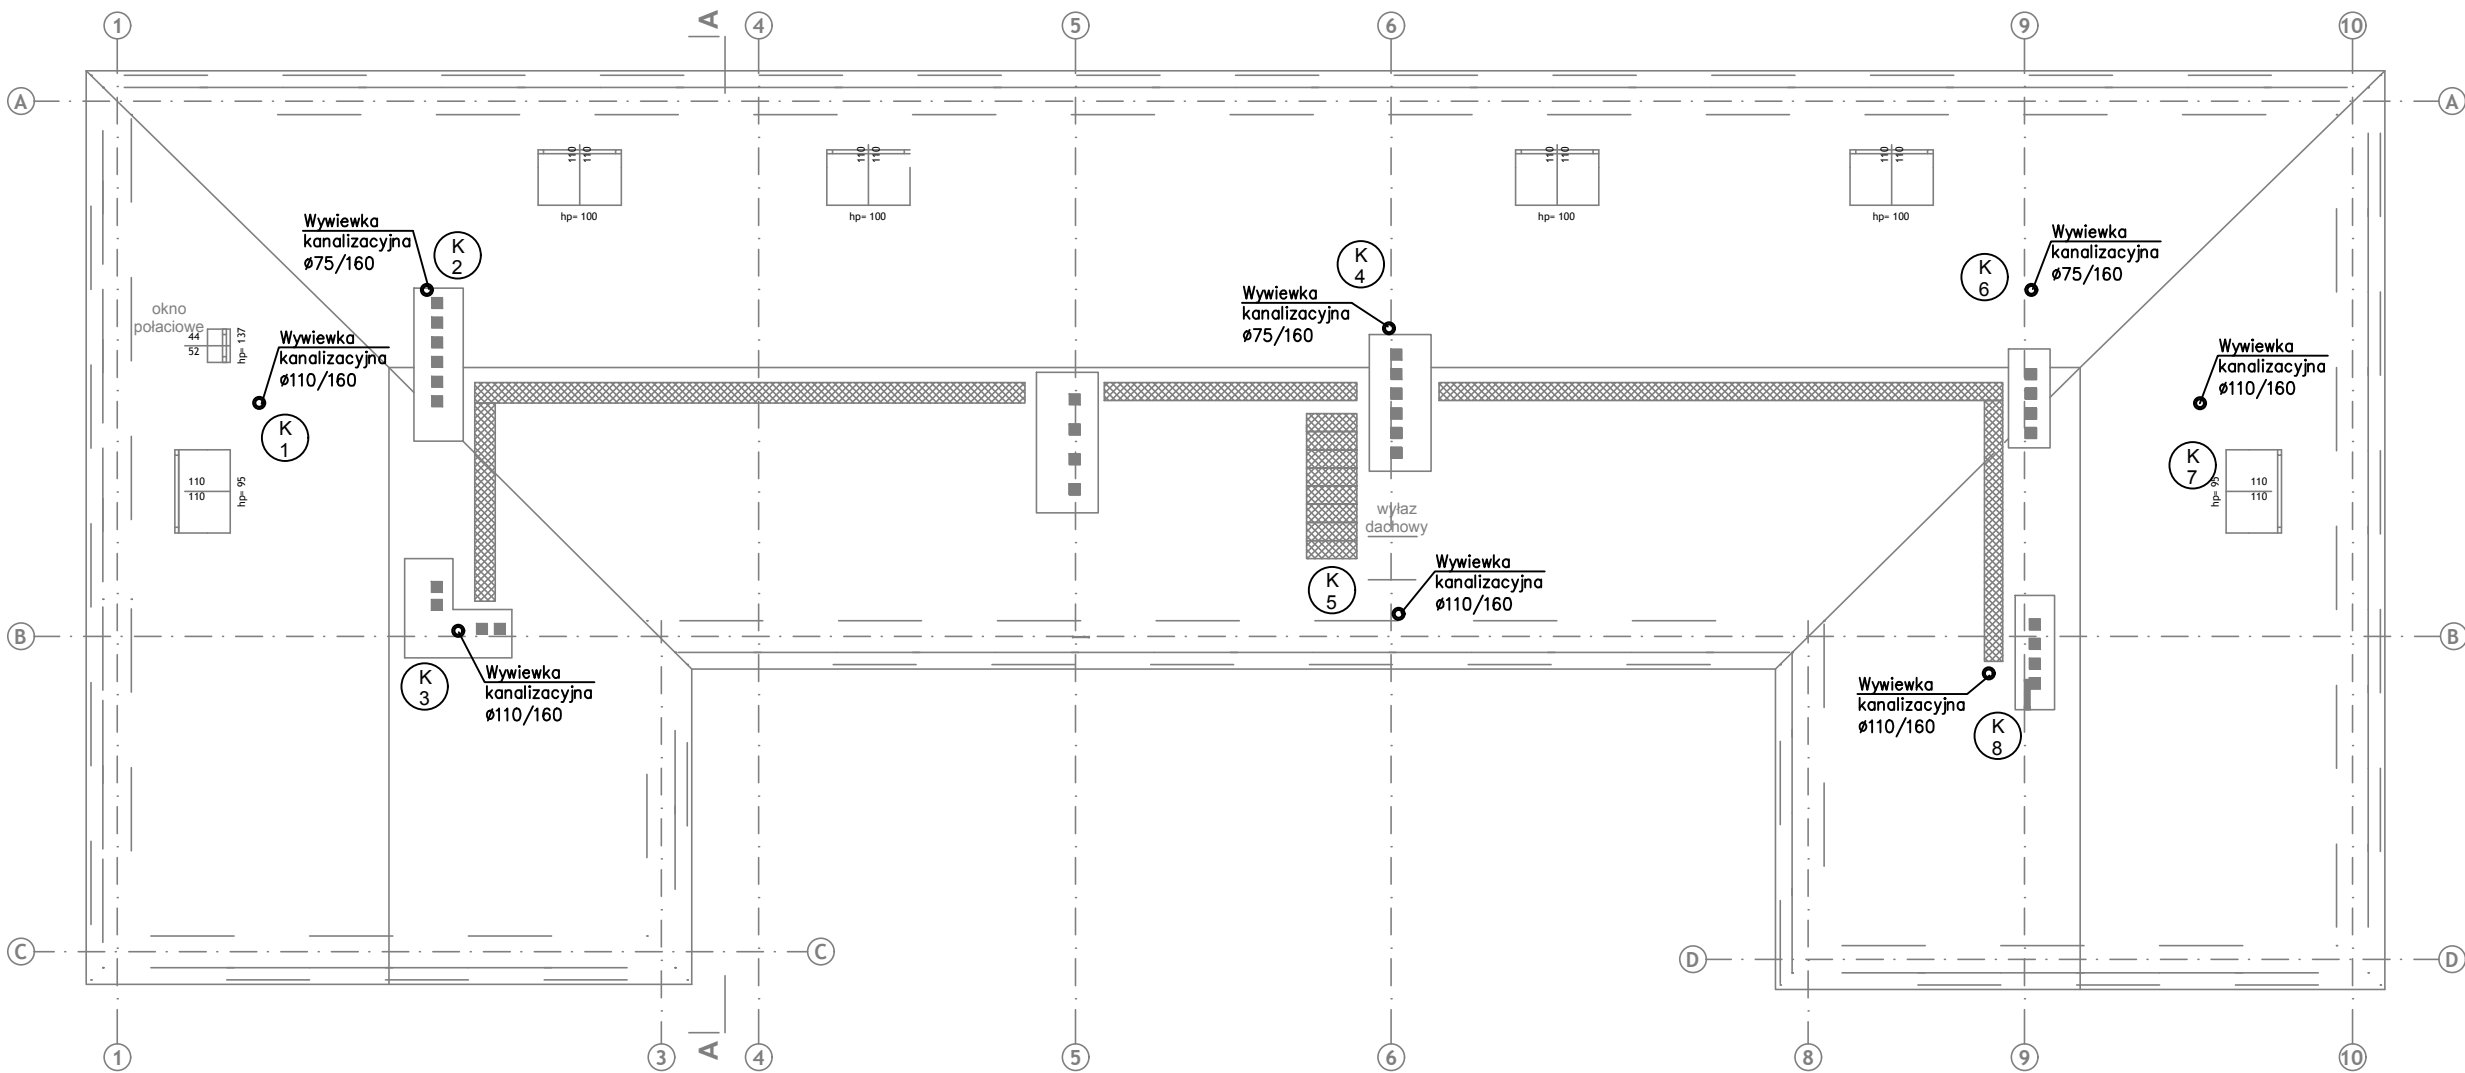 1
A
4
5
6
9
10
A
A
110
110
110
110
110
110
110
110
hp= 100
hp= 100
hp= 100
hp= 100
Wywiewka
kanalizacyjna
ø75/160
K
2
Wywiewka
kanalizacyjna
ø75/160
K
4
K
6
Wywiewka
kanalizacyjna
ø75/160
okno
połaciowe
44
52
hp= 137
Wywiewka
kanalizacyjna
ø110/160
K
1
110
110
hp= 95
Wywiewka
kanalizacyjna
ø110/160
K
7
hp= 95
110
110
wyłaz
dachowy
K
5
Wywiewka
kanalizacyjna
ø110/160
B
B
K
3
Wywiewka
kanalizacyjna
ø110/160
Wywiewka
kanalizacyjna
ø110/160
K
8
C
C
D
D
1
3
A
4
5
6
8
9
10